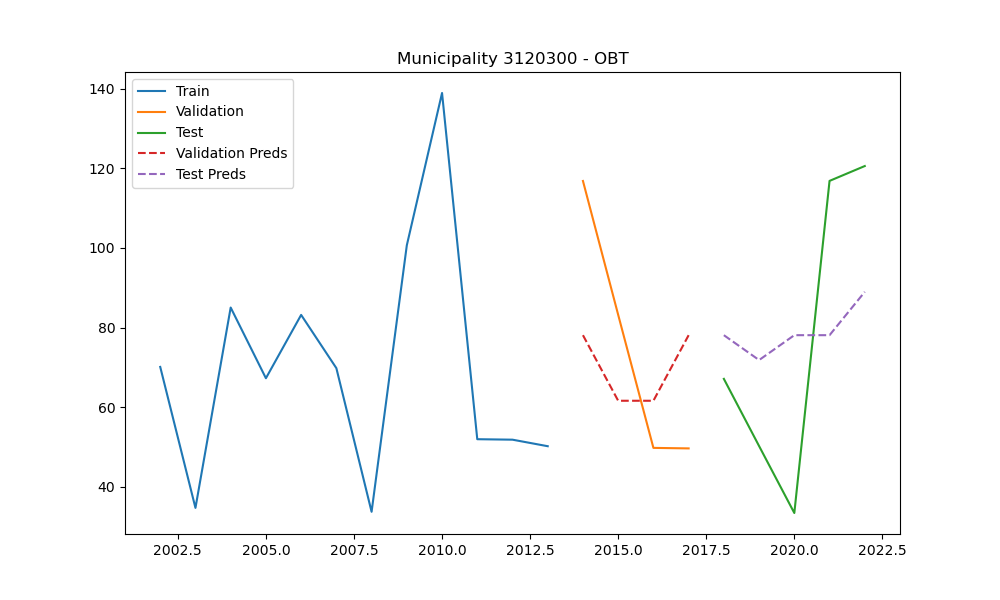 Municipality 3120300 - OBT
Train
Validation
Test
Validation Preds
Test Preds
140
120
100
80
60
40
2002.5 2005.0 2007.5 2010.0 2012.5 2015.0 2017.5 2020.0 2022.5